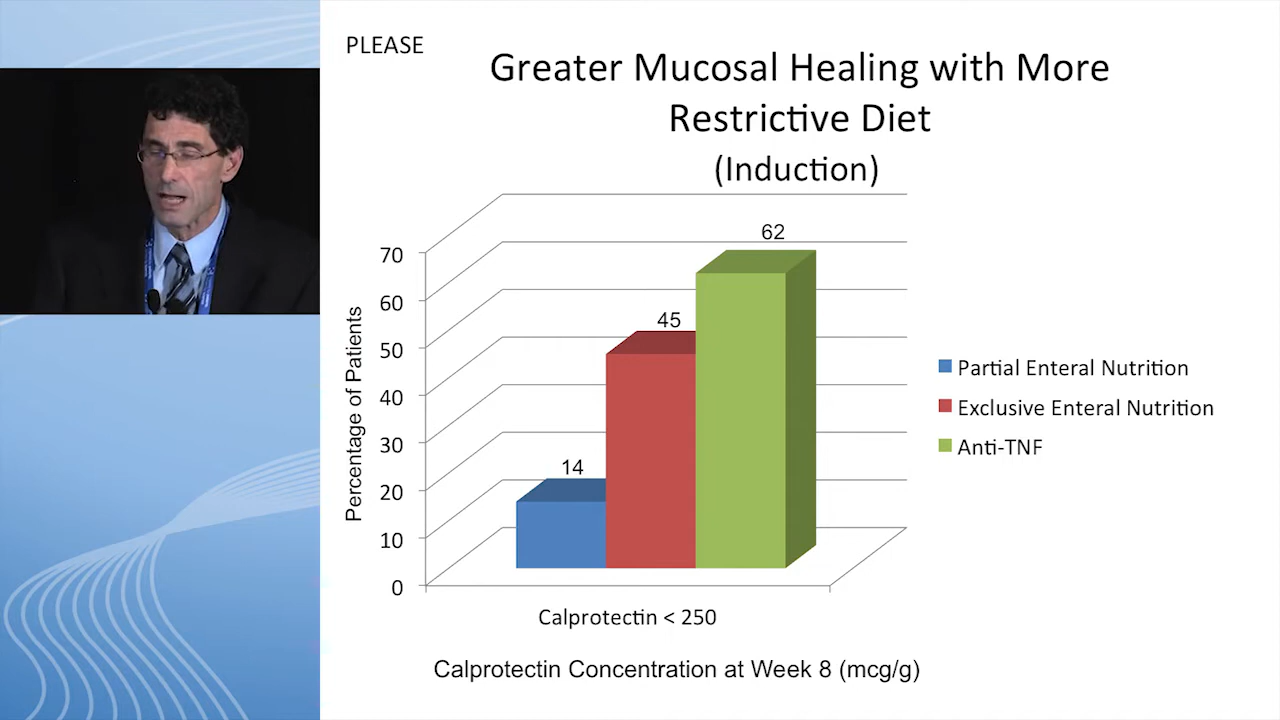 PLEASE
Greater Mucosal Healing with More
Restrictive Diet
(Induction)
70
60
50
40
30
20
10
0
Percentage of Patients
14
45
62
Calprotectin < 250
Calprotectin Concentration at Week 8 (mcg/g)
Partial Enteral Nutrition
Exclusive Enteral Nutrition
Anti-TNF